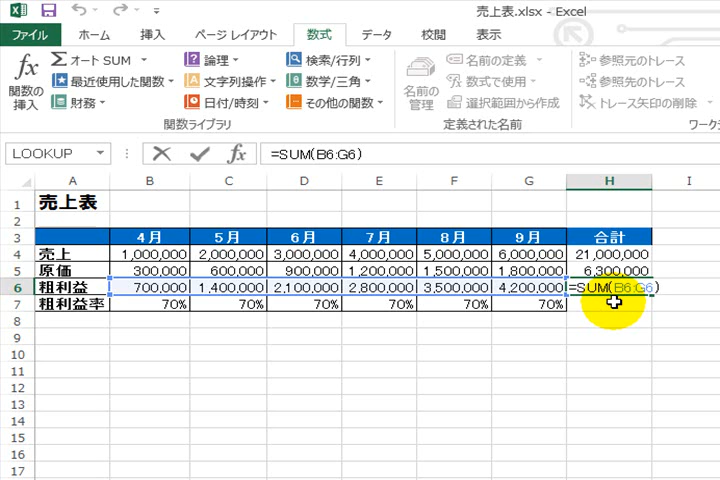 売上表.xlsx - Excel
ファイル ホーム 挿入 ページ レイアウト 数式 データ 校閲 表示
fx 関数の挿入
Σ オート SUM
最近使用した関数
財務
? 論理
A 文字列操作
日付/時刻
検索/行列
θ 数学/三角
その他の関数
関数ライブラリ
名前の管理
名前の定義
数式で使用
選択範囲から作成
定義された名前
参照元のトレース
参照先のトレース
トレース矢印の削除
ワークシ
LOOKUP fx =SUM(B6:G6)
A B C D E F G H I
1 売上表
2
3 4月 5月 6月 7月 8月 9月 合計
4 売上 1,000,000 2,000,000 3,000,000 4,000,000 5,000,000 6,000,000 21,000,000
5 原価 300,000 600,000 900,000 1,200,000 1,500,000 1,800,000 6,300,000
6 粗利益 700,000 1,400,000 2,100,000 2,800,000 3,500,000 4,200,000 =SUM(B6:G6)
7 粗利益率 70% 70% 70% 70% 70% 70%
8
9
10
11
12
13
14
15
16
17